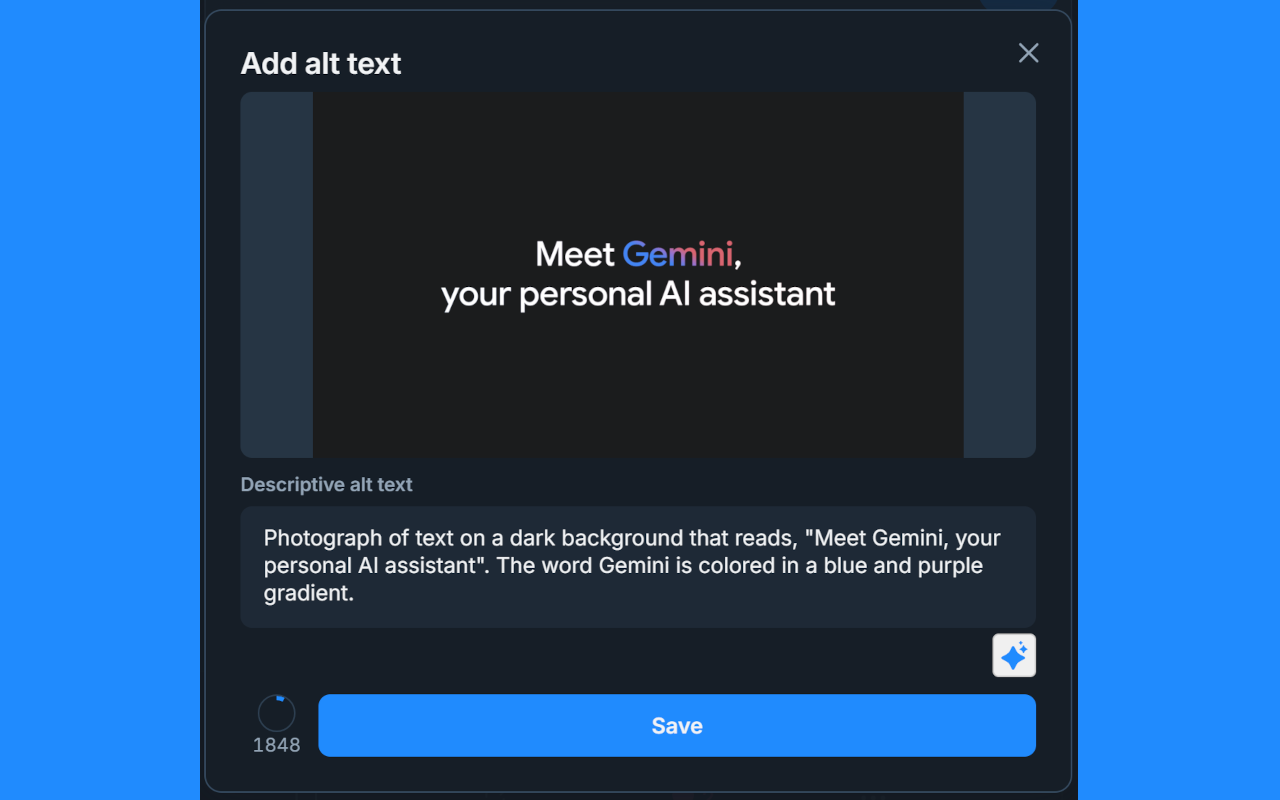 Add alt text
Meet Gemini,
your personal AI assistant
Descriptive alt text
Photograph of text on a dark background that reads, "Meet Gemini, your
personal AI assistant". The word Gemini is colored in a blue and purple
gradient.
1848
Save